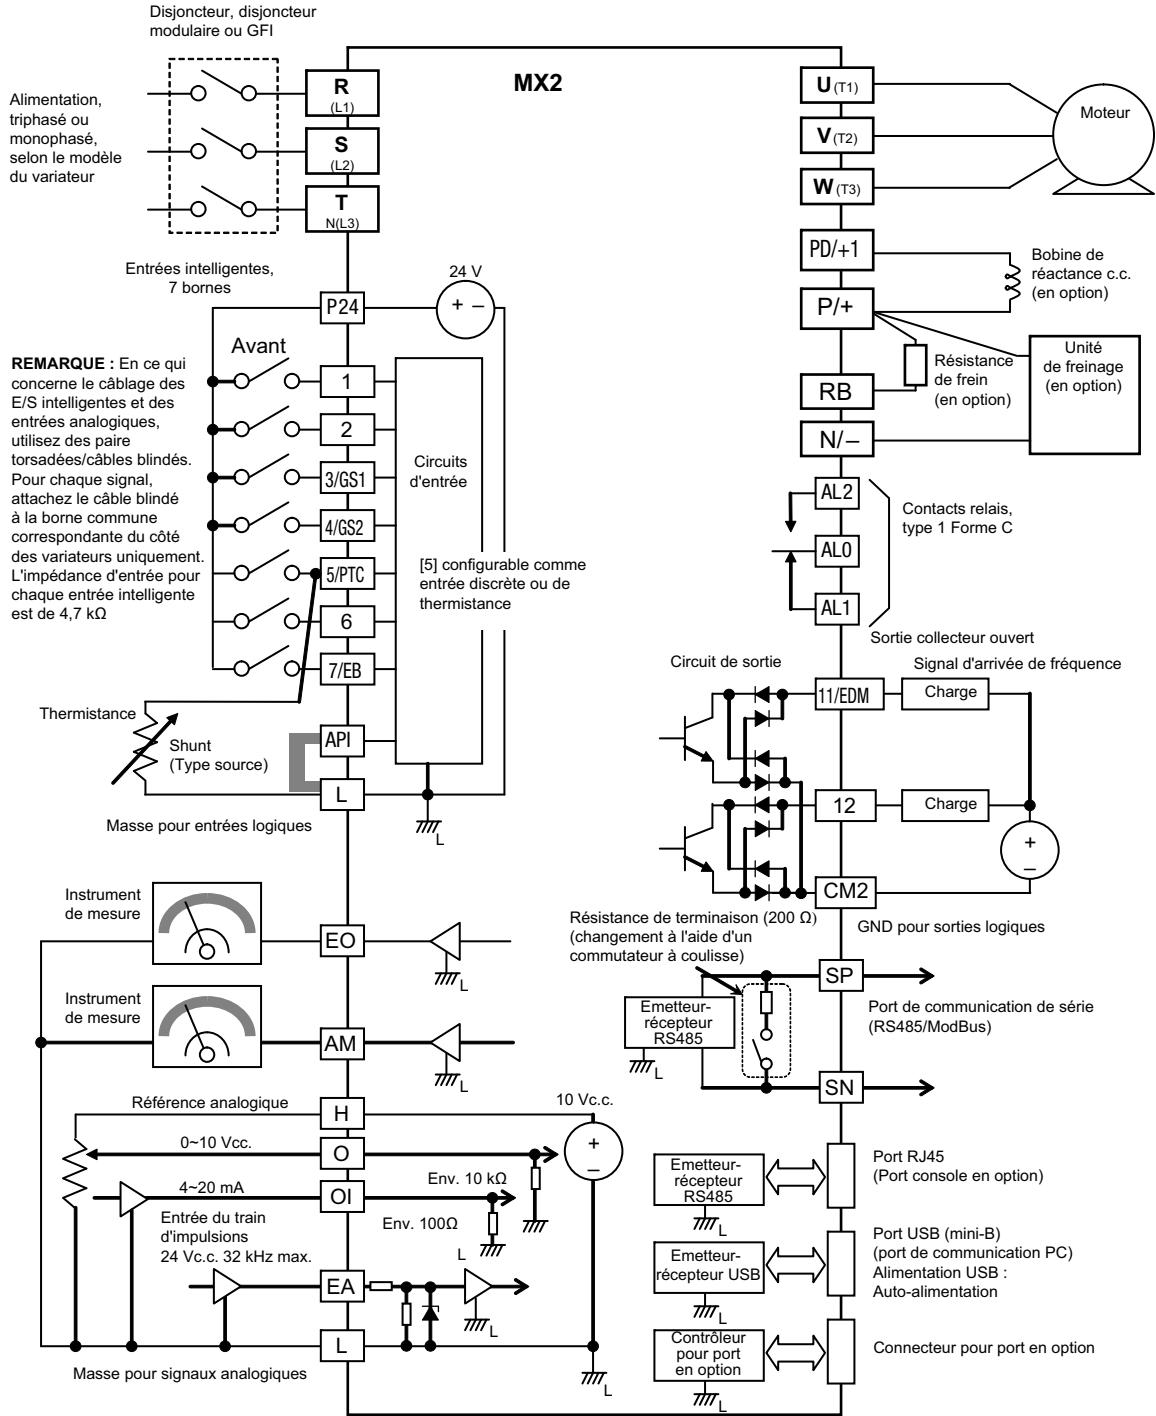 Disjoncteur, disjoncteur
modulaire ou GFI
MX2
Alimentation,
triphasé ou
monophasé,
selon le modèle
du variateur
R
(L1)
S
(L2)
T
N(L3)
U (T1)
V (T2)
W (T3)
Moteur
PD/+1
P/+
RB
N/–
Bobine de
réactance c.c.
(en option)
Résistance
de frein
(en option)
Unité
de freinage
(en option)
Entrées intelligentes,
7 bornes
24 V
P24
+ –
Avant
REMARQUE : En ce qui
concerne le câblage des
E/S intelligentes et des
entrées analogiques,
utilisez des paire
torsadées/câbles blindés.
Pour chaque signal,
attachez le câble blindé
à la borne commune
correspondante du côté
des variateurs uniquement.
L'impédance d'entrée pour
chaque entrée intelligente
est de 4,7 kΩ
1
2
3/GS1
4/GS2
5/PTC
6
7/EB
API
L
Circuits
d'entrée
[5] configurable comme
entrée discrète ou de
thermistance
Thermistance
Shunt
(Type source)
Masse pour entrées logiques
L
AL2
AL0
AL1
Contacts relais,
type 1 Forme C
Sortie collecteur ouvert
Circuit de sortie
Signal d'arrivée de fréquence
11/EDM
Charge
12
Charge
+
–
CM2
GND pour sorties logiques
Instrument
de mesure
EO
L
Instrument
de mesure
AM
L
Résistance de terminaison (200 Ω)
(changement à l'aide d'un
commutateur à coulisse)
SP
Emetteur-
récepteur
RS485
L
Port de communication de série
(RS485/ModBus)
SN
Référence analogique
H
10 Vc.c.
+
–
0~10 Vcc.
O
4~20 mA
OI
Env. 10 kΩ
Env. 100Ω
L
Entrée du train
d'impulsions
24 Vc.c. 32 kHz max.
EA
L
L
Masse pour signaux analogiques
L
Emetteur-
récepteur
RS485
L
Port RJ45
(Port console en option)
Emetteur-
récepteur USB
L
Port USB (mini-B)
(port de communication PC)
Alimentation USB :
Auto-alimentation
Contrôleur
pour port
en option
L
Connecteur pour port en option